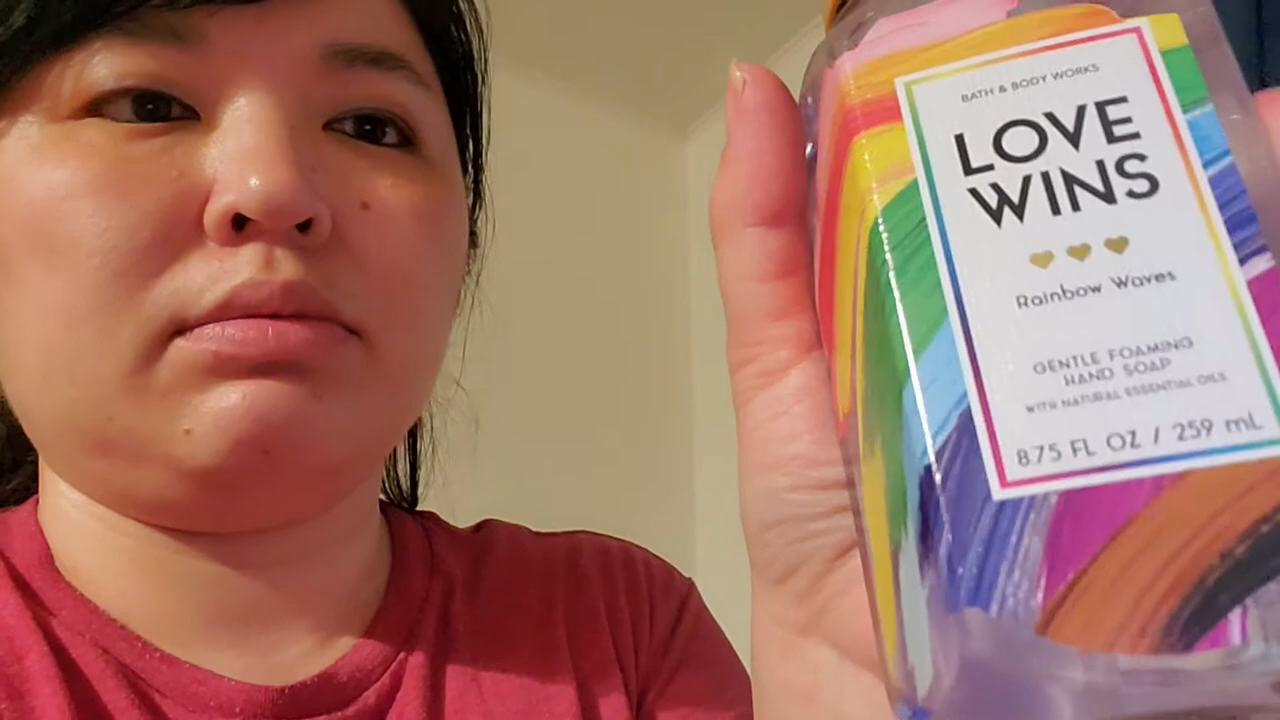 BATH & BODY WORKS
LOVE
WINS
Rainbow Waves
GENTLE FOAMING
HAND SOAP
WITH NATURAL ESSENTIAL OILS
8.75 FL OZ / 259 mL